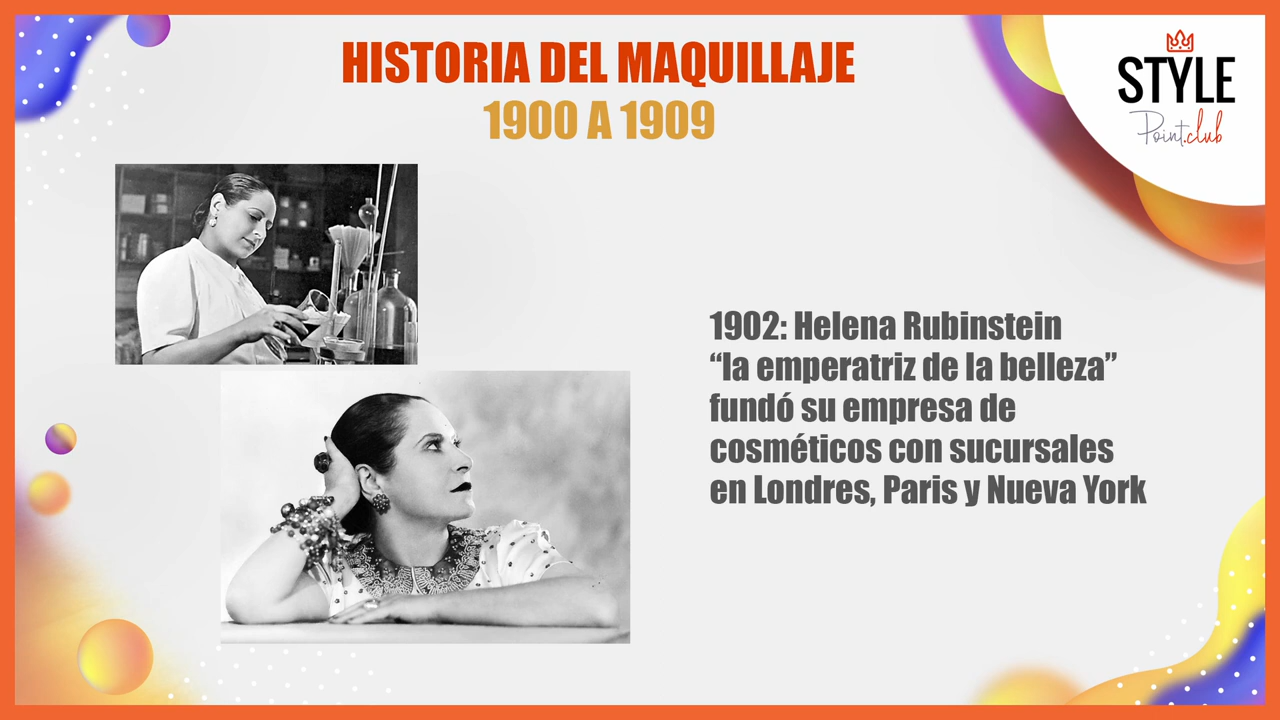 HISTORIA DEL MAQUILLAJE
1900 A 1909
STYLE
Point.club
1902: Helena Rubinstein
“la emperatriz de la belleza”
fundó su empresa de
cosméticos con sucursales
en Londres, Paris y Nueva York